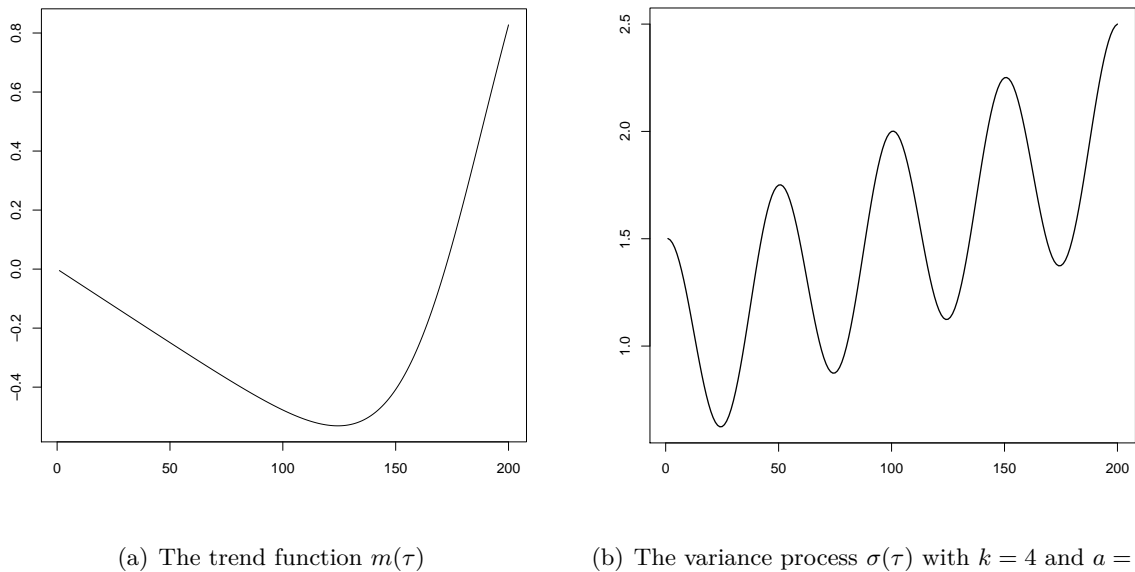 0.8
0.6
0.4
0.2
0.0
−0.2
−0.4
0 50 100 150 200
2.5
2.0
1.5
1.0
0 50 100 150 200
(a) The trend function m(τ)
(b) The variance process σ(τ) with k = 4 and a =